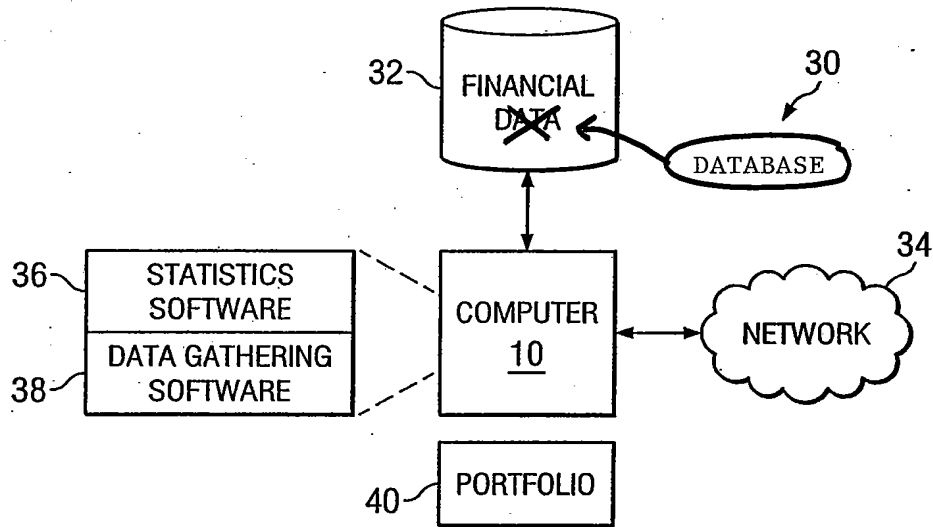 32
FINANCIAL
DATA
30
DATABASE
36
STATISTICS
SOFTWARE
38
DATA GATHERING
SOFTWARE
COMPUTER
10
34
NETWORK
40
PORTFOLIO